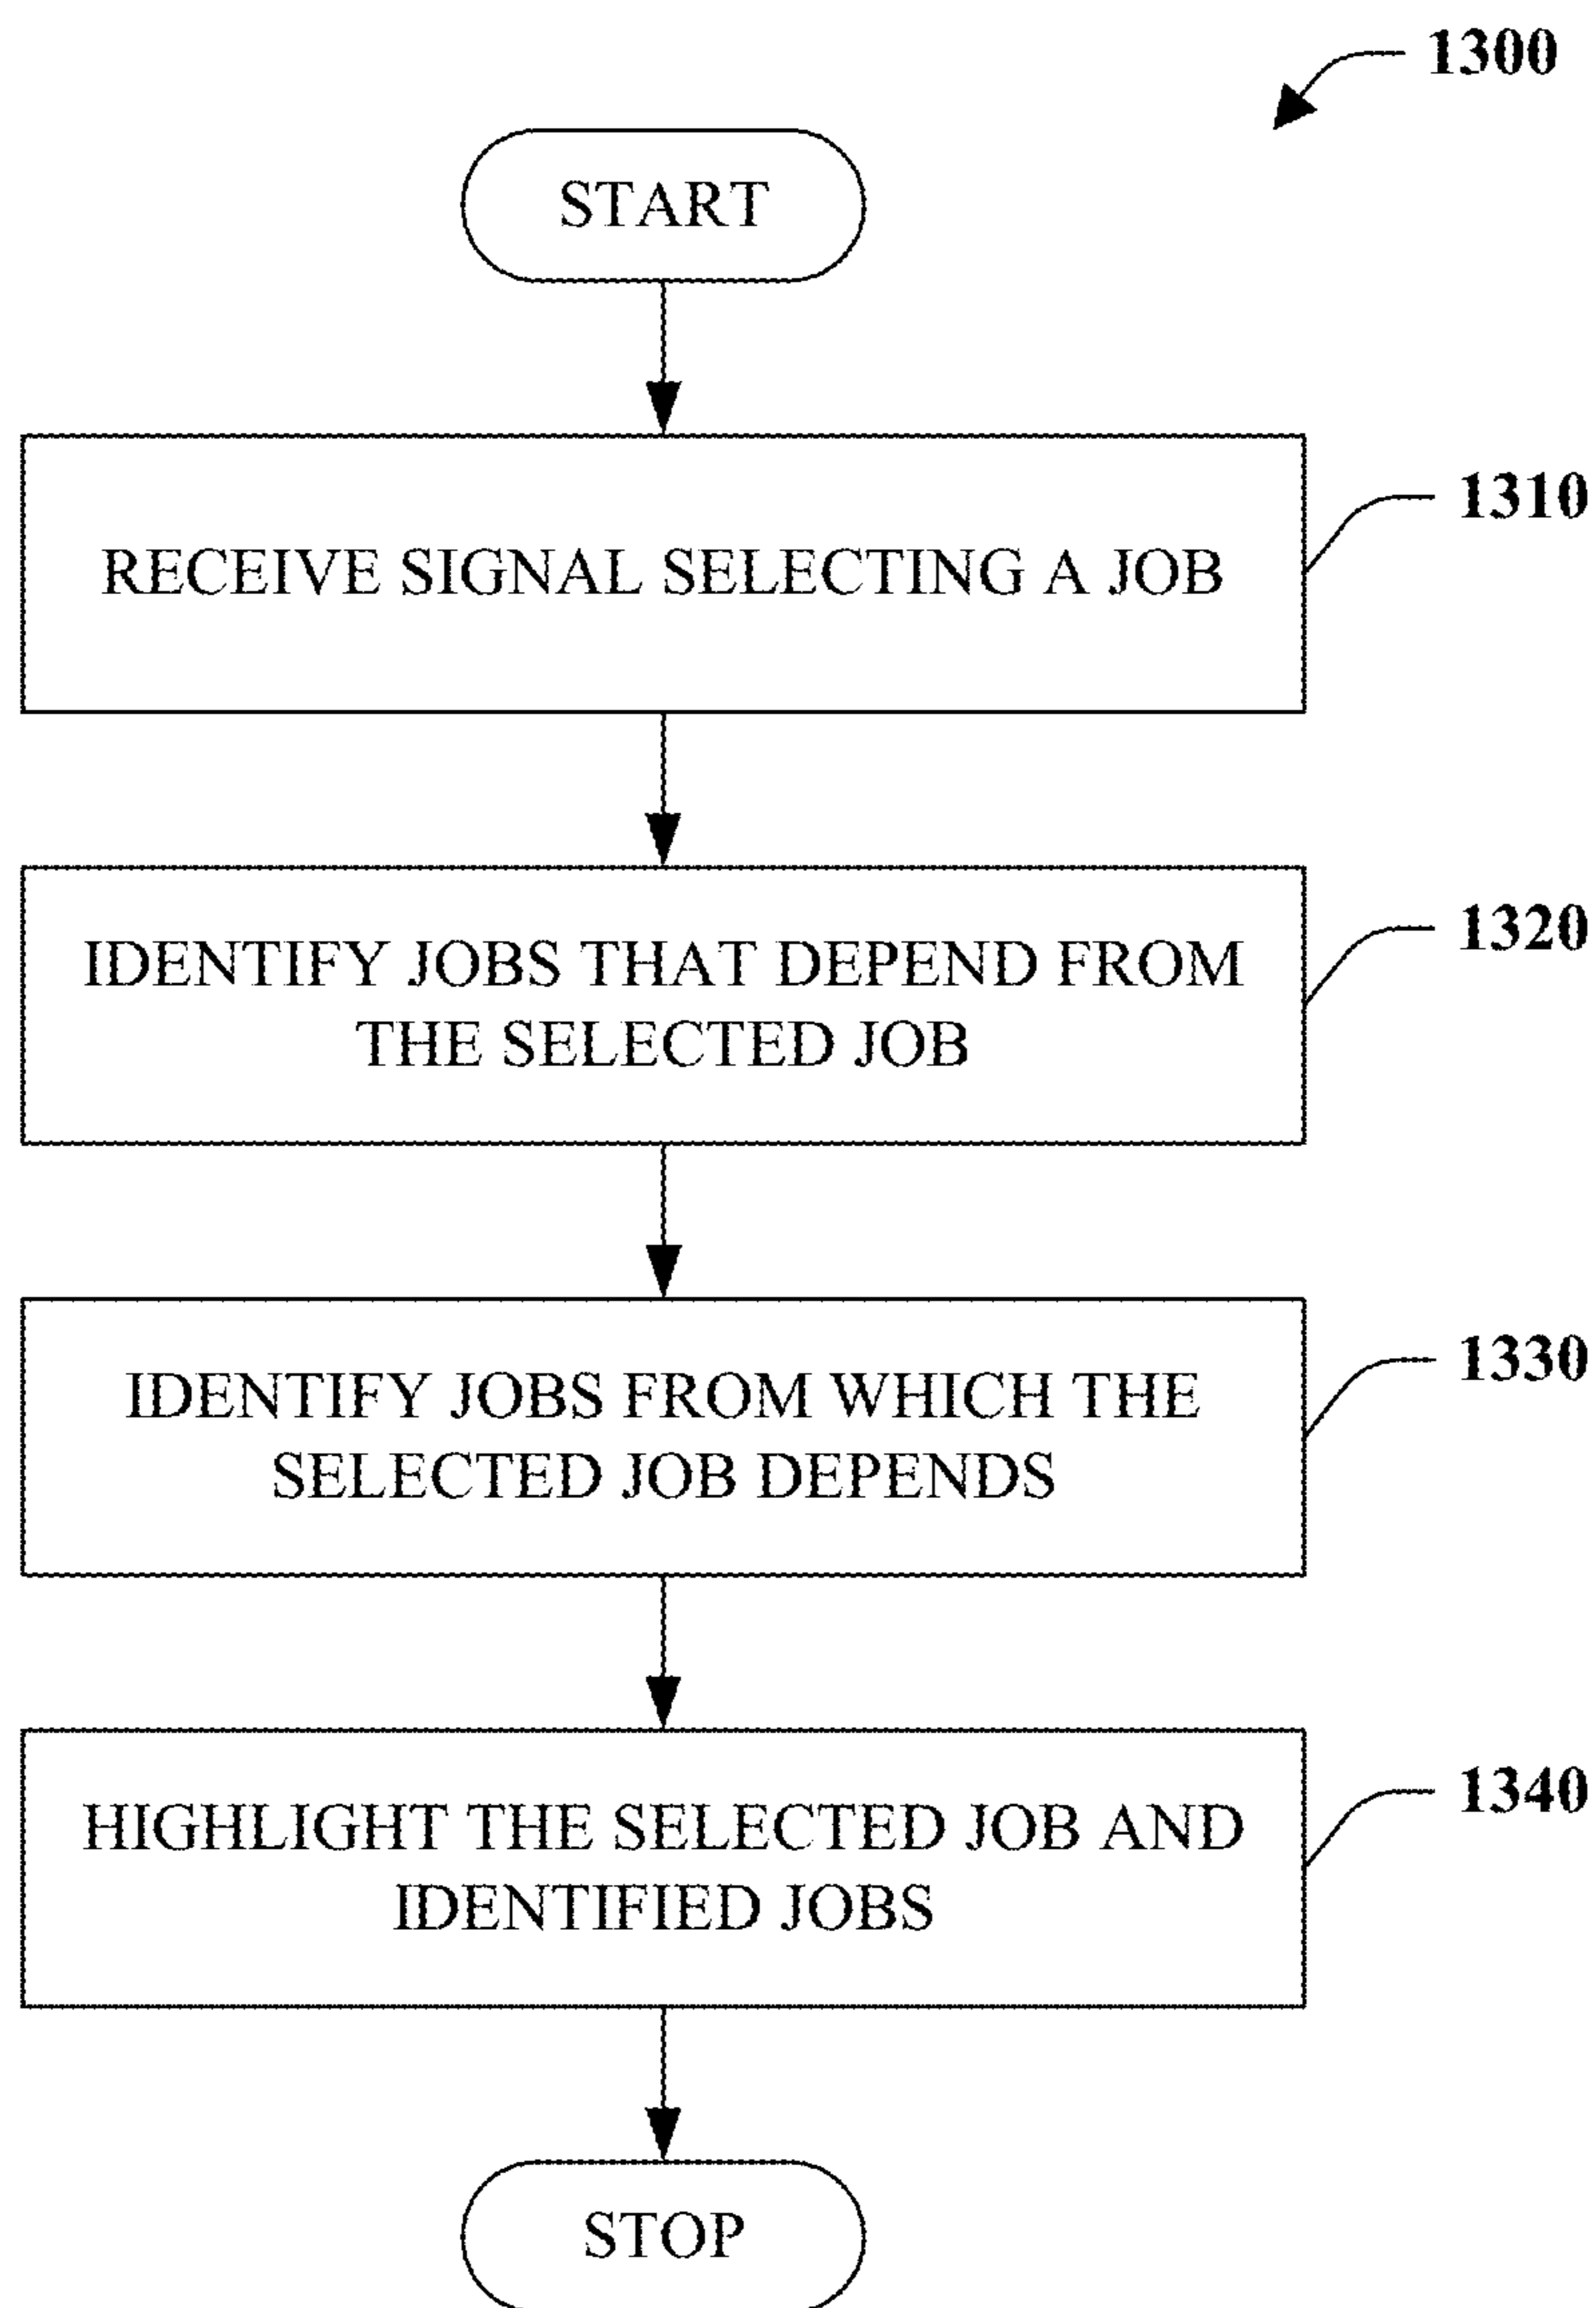 1300
START
RECEIVE SIGNAL SELECTING A JOB
1310
IDENTIFY JOBS THAT DEPEND FROM
THE SELECTED JOB
1320
IDENTIFY JOBS FROM WHICH THE
SELECTED JOB DEPENDS
1330
HIGHLIGHT THE SELECTED JOB AND
IDENTIFIED JOBS
1340
STOP